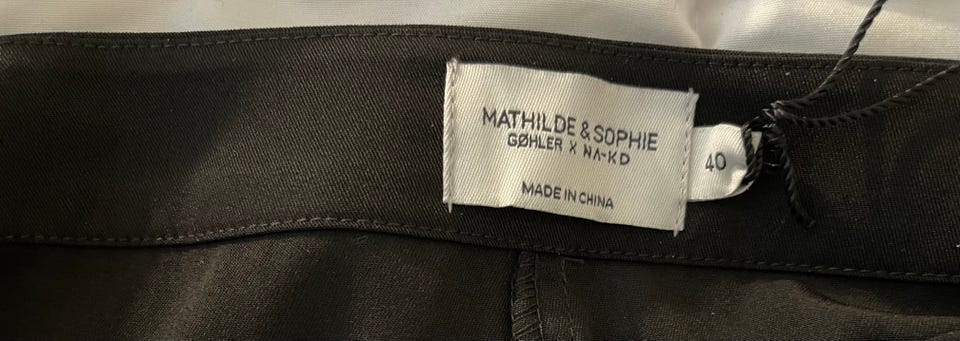 MATHILDE & SOPHIE
GØHLER X NA-KD
MADE IN CHINA
40